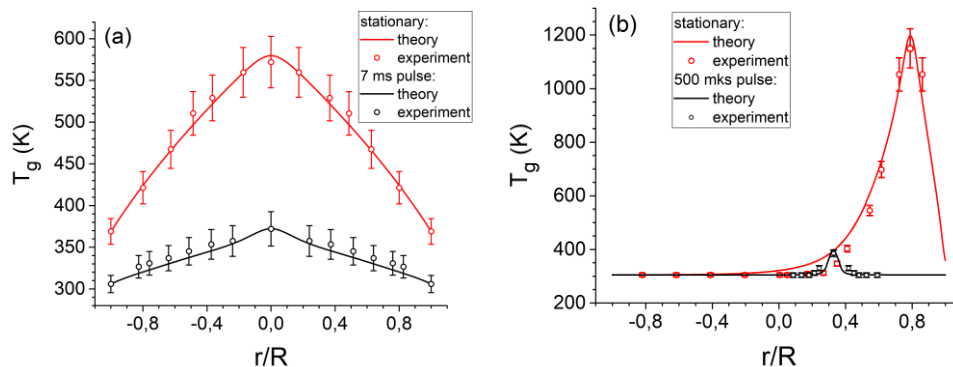 (a)
stationary:
theory
experiment
7 ms pulse:
theory
experiment
600
550
500
450
400
350
300
T_g (K)
-0,8 -0,4 0,0 0,4 0,8
r/R
(b)
stationary:
theory
experiment
500 mks pulse:
theory
experiment
1200
1000
800
600
400
200
T_g (K)
-0,8 -0,4 0,0 0,4 0,8
r/R